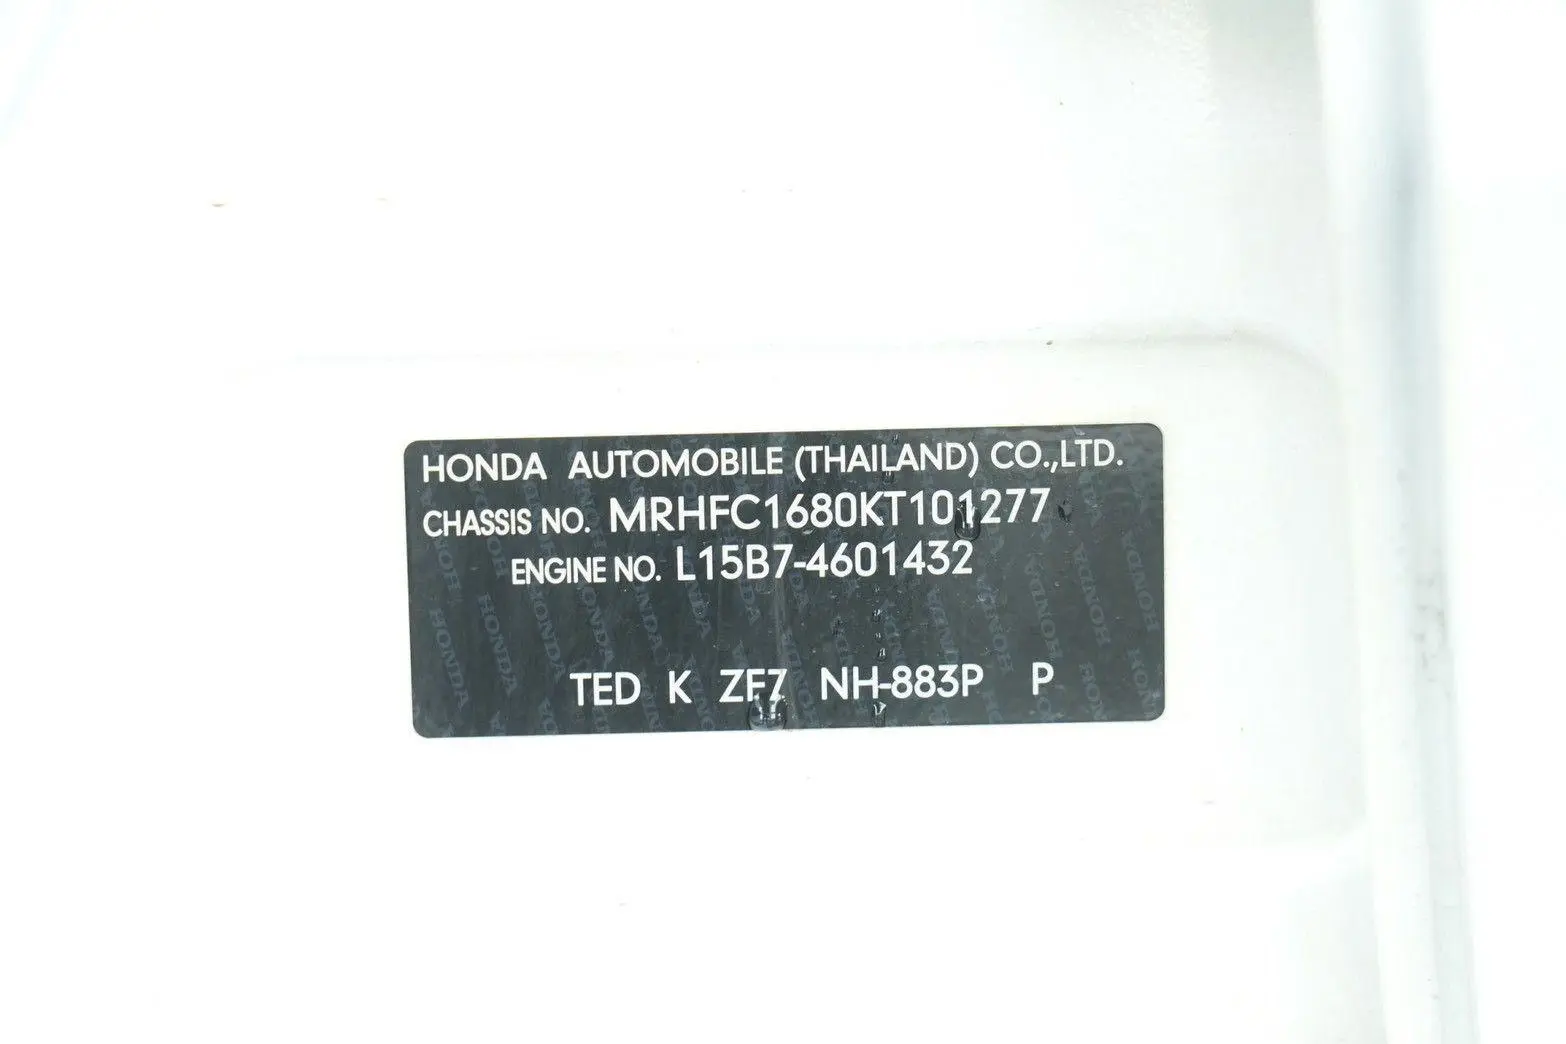 HONDA AUTOMOBILE (THAILAND) CO.,LTD.
CHASSIS NO. MRHFC1680KT101277
ENGINE NO. L15B7-4601432
TED K ZF7 NH-883P P